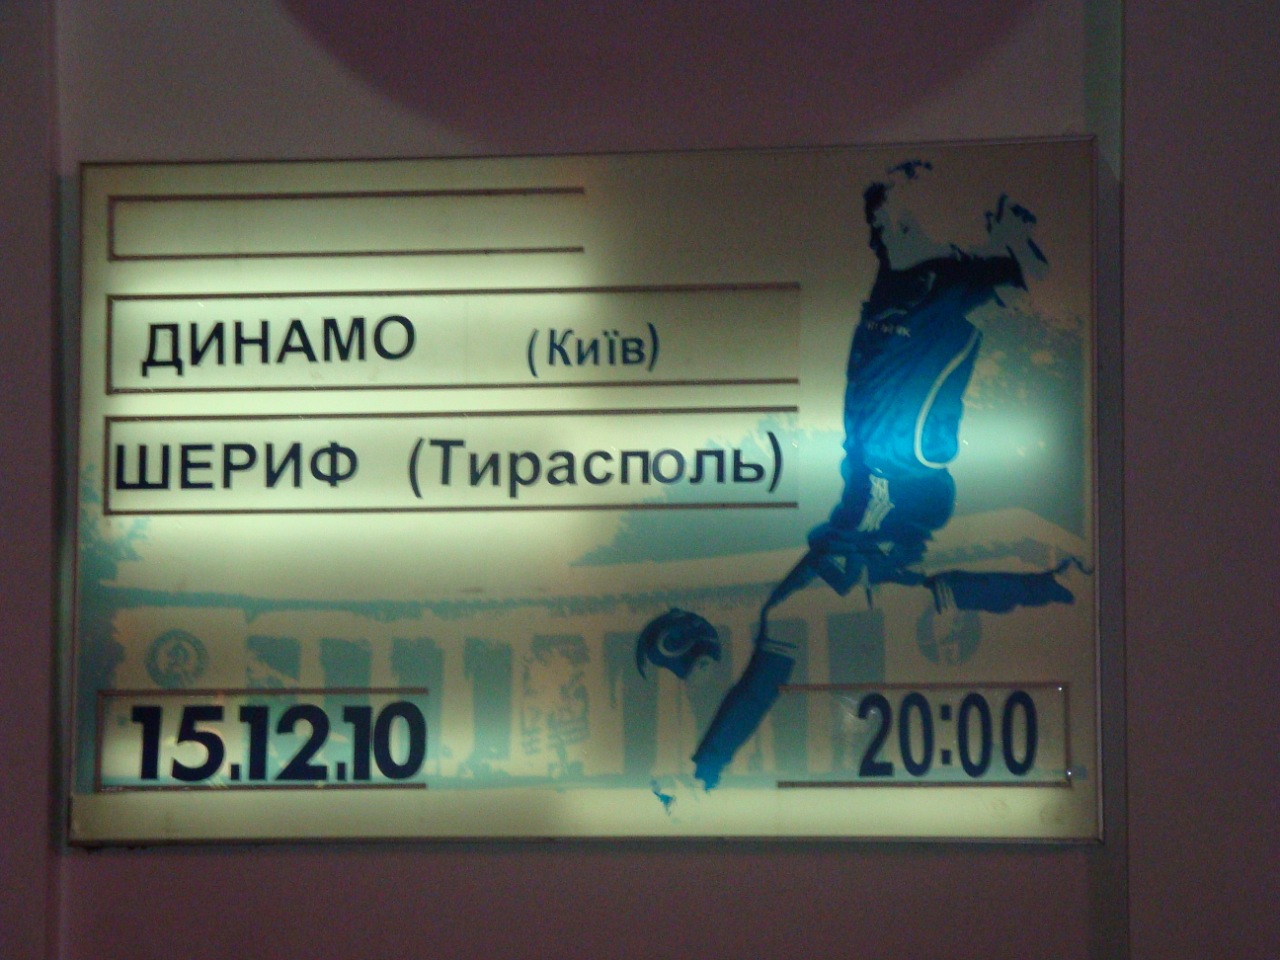 ДИНАМО (Київ)
ШЕРИФ (Тирасполь)
15.12.10 20:00